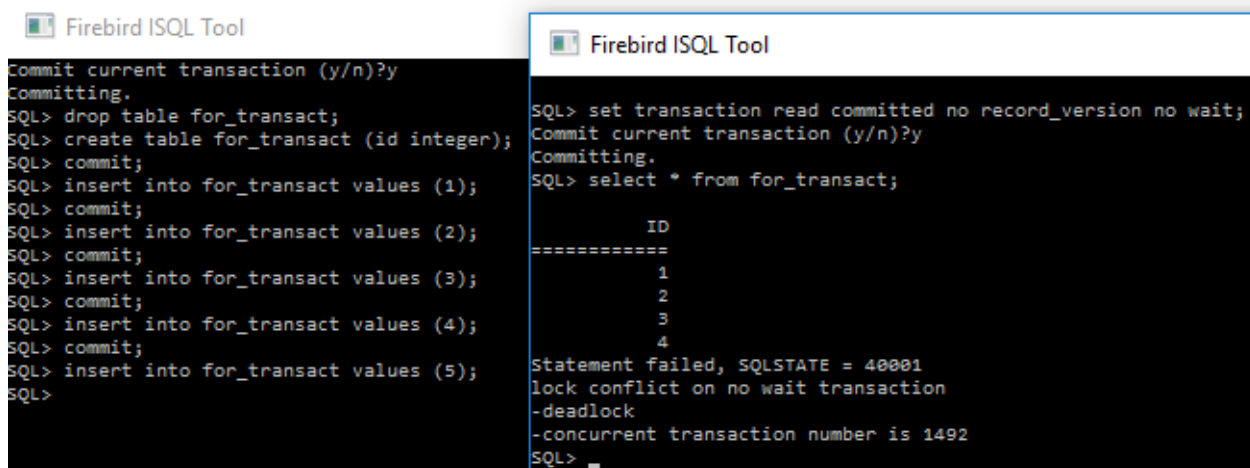 Firebird ISQL Tool
Commit current transaction (y/n)?y
Committing.
SQL> drop table for_transact;
SQL> create table for_transact (id integer);
SQL> commit;
SQL> insert into for_transact values (1);
SQL> commit;
SQL> insert into for_transact values (2);
SQL> commit;
SQL> insert into for_transact values (3);
SQL> commit;
SQL> insert into for_transact values (4);
SQL> commit;
SQL> insert into for_transact values (5);
SQL>
Firebird ISQL Tool
SQL> set transaction read committed no record_version no wait;
Commit current transaction (y/n)?y
Committing.
SQL> select * from for_transact;
ID
============
1
2
3
4
Statement failed, SQLSTATE = 40001
lock conflict on no wait transaction
-deadlock
-concurrent transaction number is 1492
SQL> _